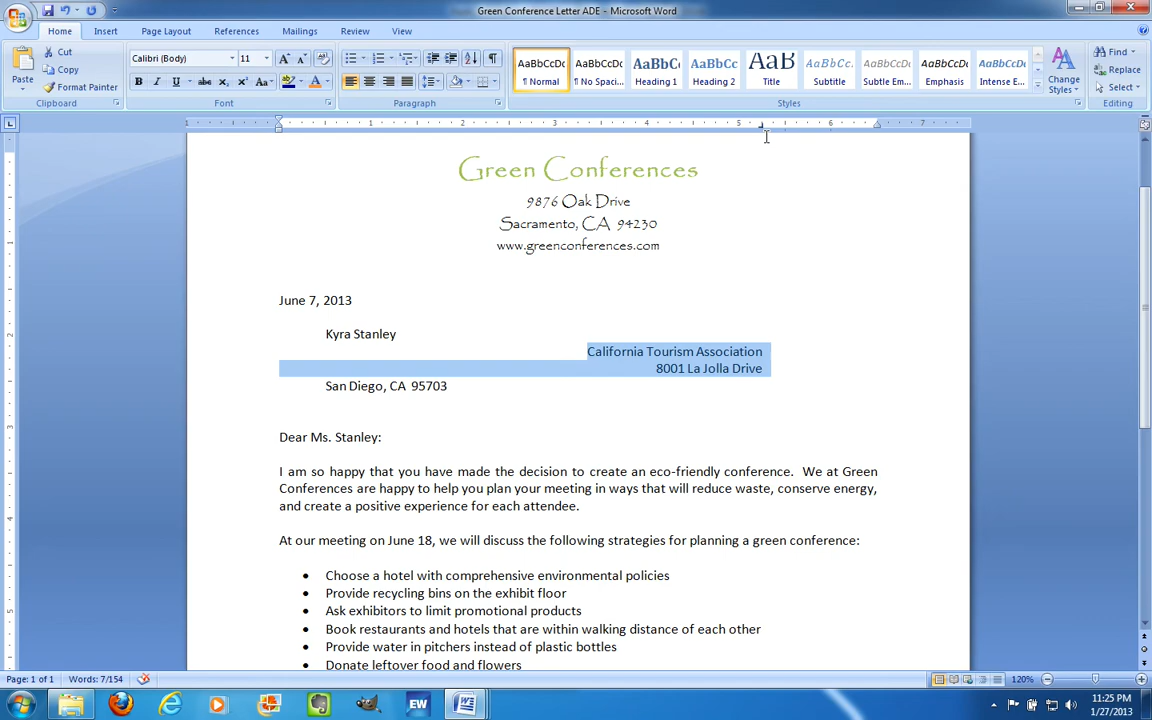 Green Conference Letter ADE - Microsoft Word
Home Insert Page Layout References Mailings Review View
Paste
Cut
Copy
Format Painter
Clipboard
Calibri (Body) 11
Font
Paragraph
AaBbCcDc AaBbCcDc AaBbC AaBbCc AaB AaBbCc. AaBbCcDc AaBbCcDc AaBbCcDc
¶ Normal ¶ No Spaci... Heading 1 Heading 2 Title Subtitle Subtle Em... Emphasis Intense E...
Styles
Change Styles
Find
Replace
Select
Editing
1 1 2 3 4 5 6 7
Green Conferences
9876 Oak Drive
Sacramento, CA 94230
www.greenconferences.com
June 7, 2013
Kyra Stanley
California Tourism Association
8001 La Jolla Drive
San Diego, CA 95703
Dear Ms. Stanley:
I am so happy that you have made the decision to create an eco-friendly conference. We at Green
Conferences are happy to help you plan your meeting in ways that will reduce waste, conserve energy,
and create a positive experience for each attendee.
At our meeting on June 18, we will discuss the following strategies for planning a green conference:
• Choose a hotel with comprehensive environmental policies
• Provide recycling bins on the exhibit floor
• Ask exhibitors to limit promotional products
• Book restaurants and hotels that are within walking distance of each other
• Provide water in pitchers instead of plastic bottles
• Donate leftover food and flowers
Page: 1 of 1 Words: 7/154 120%
EW
11:25 PM
1/27/2013